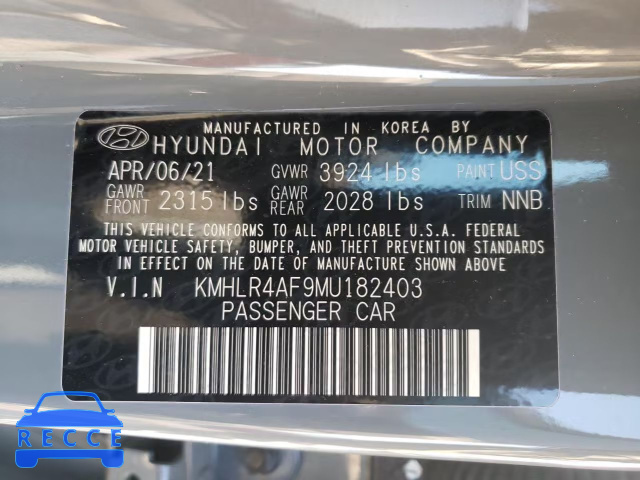 MANUFACTURED IN KOREA BY
HYUNDAI MOTOR COMPANY
APR/06/21 GVWR 3924 lbs PAINT USS
GAWR FRONT 2315 lbs GAWR REAR 2028 lbs TRIM NNB
THIS VEHICLE CONFORMS TO ALL APPLICABLE U.S.A. FEDERAL
MOTOR VEHICLE SAFETY, BUMPER, AND THEFT PREVENTION STANDARDS
IN EFFECT ON THE DATE OF MANUFACTURE SHOWN ABOVE
V.I.N KMHLR4AF9MU182403
PASSENGER CAR
RECCE